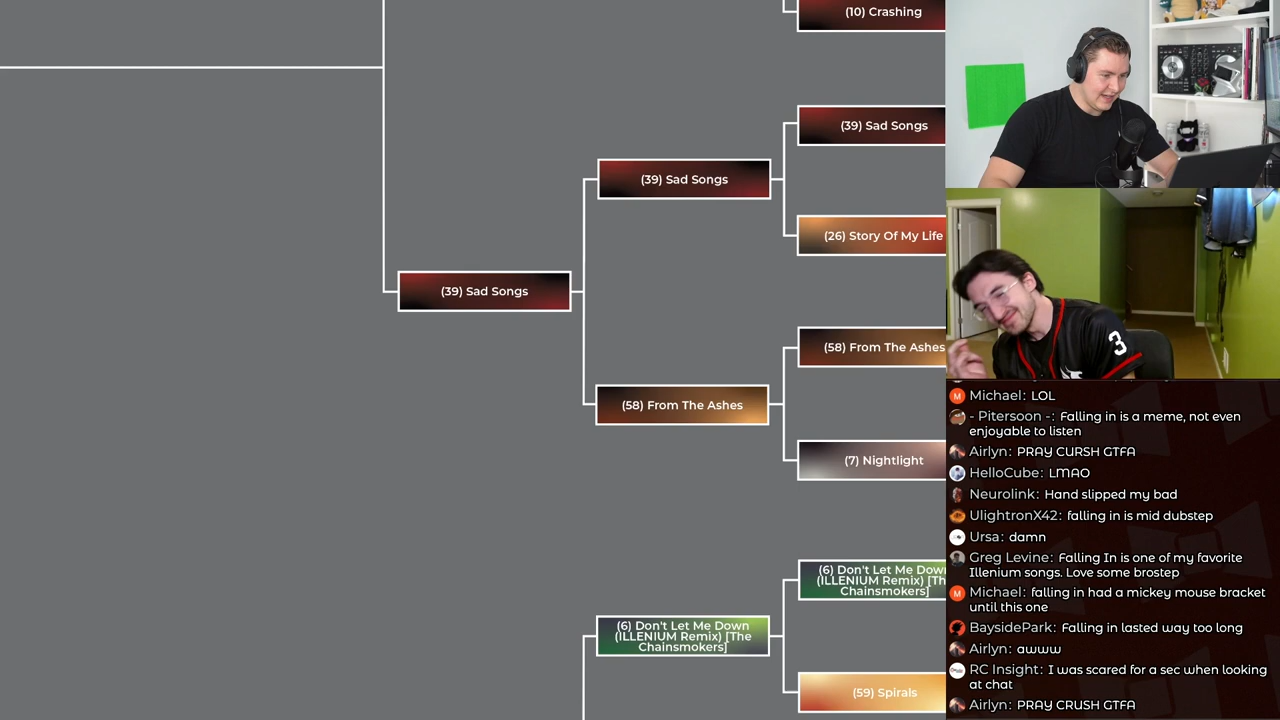 (10) Crashing
(39) Sad Songs
(39) Sad Songs
(26) Story Of My Life
(39) Sad Songs
(58) From The Ashes
(58) From The Ashes
(7) Nightlight
(6) Don't Let Me Down
(ILLENIUM Remix) [Th
Chainsmokers]
(6) Don't Let Me Down
(ILLENIUM Remix) [The
Chainsmokers]
(59) Spirals
3
M Michael: LOL
- Pitersoon -: Falling in is a meme, not even
enjoyable to listen
Airlyn: PRAY CURSH GTFA
HelloCube: LMAO
Neurolink: Hand slipped my bad
UlightronX42: falling in is mid dubstep
Ursa: damn
Greg Levine: Falling In is one of my favorite
Illenium songs. Love some brostep
M Michael: falling in had a mickey mouse bracket
until this one
BaysidePark: Falling in lasted way too long
Airlyn: awww
RC Insight: I was scared for a sec when looking
at chat
Airlyn: PRAY CRUSH GTFA